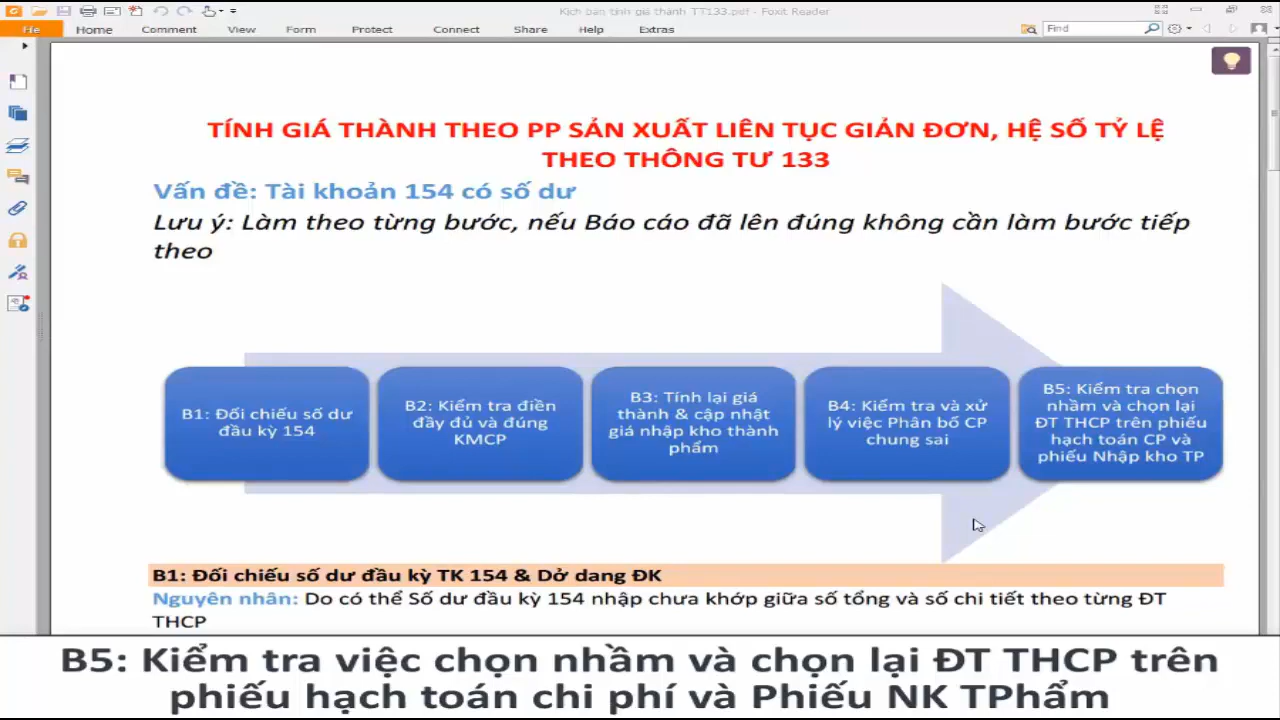 Kich ban tinh gia thanh TT133.pdf - Foxit Reader
File Home Comment View Form Protect Connect Share Help Extras
Find
TÍNH GIÁ THÀNH THEO PP SẢN XUẤT LIÊN TỤC GIẢN ĐƠN, HỆ SỐ TỶ LỆ
THEO THÔNG TƯ 133
Vấn đề: Tài khoản 154 có số dư
Lưu ý: Làm theo từng bước, nếu Báo cáo đã lên đúng không cần làm bước tiếp
theo
B1: Đối chiếu số dư
đầu kỳ 154
B2: Kiểm tra điền
đầy đủ và đúng
KMCP
B3: Tính lại giá
thành & cập nhật
giá nhập kho thành
phẩm
B4: Kiểm tra và xử
lý việc Phân bổ CP
chung sai
B5: Kiểm tra chọn
nhầm và chọn lại
ĐT THCP trên phiếu
hạch toán CP và
phiếu Nhập kho TP
B1: Đối chiếu số dư đầu kỳ TK 154 & Dở dang ĐK
Nguyên nhân: Do có thể Số dư đầu kỳ 154 nhập chưa khớp giữa số tổng và số chi tiết theo từng ĐT
THCP
B5: Kiểm tra việc chọn nhầm và chọn lại ĐT THCP trên
phiếu hạch toán chi phí và Phiếu NK TPhẩm